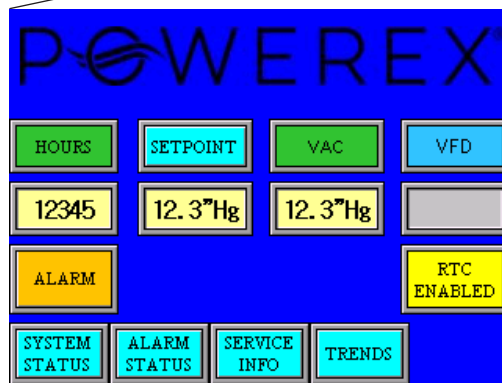 POWEREX
HOURS
SETPOINT
VAC
VFD
12345
12.3"Hg
12.3"Hg
ALARM
RTC
ENABLED
SYSTEM
STATUS
ALARM
STATUS
SERVICE
INFO
TRENDS